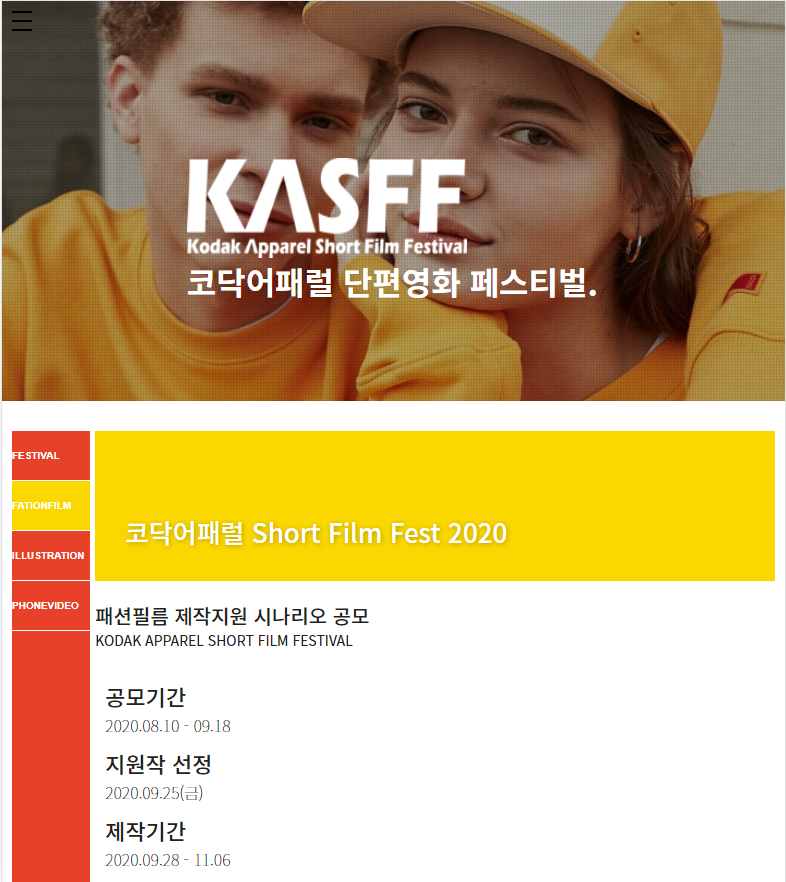 KASFF
Kodak Apparel Short Film Festival
코닥어패럴 단편영화 페스티벌.
FESTIVAL
FATIONFILM
ILLUSTRATION
PHONEVIDEO
코닥어패럴 Short Film Fest 2020
패션필름 제작지원 시나리오 공모
KODAK APPAREL SHORT FILM FESTIVAL
공모기간
2020.08.10 - 09.18
지원작 선정
2020.09.25(금)
제작기간
2020.09.28 - 11.06